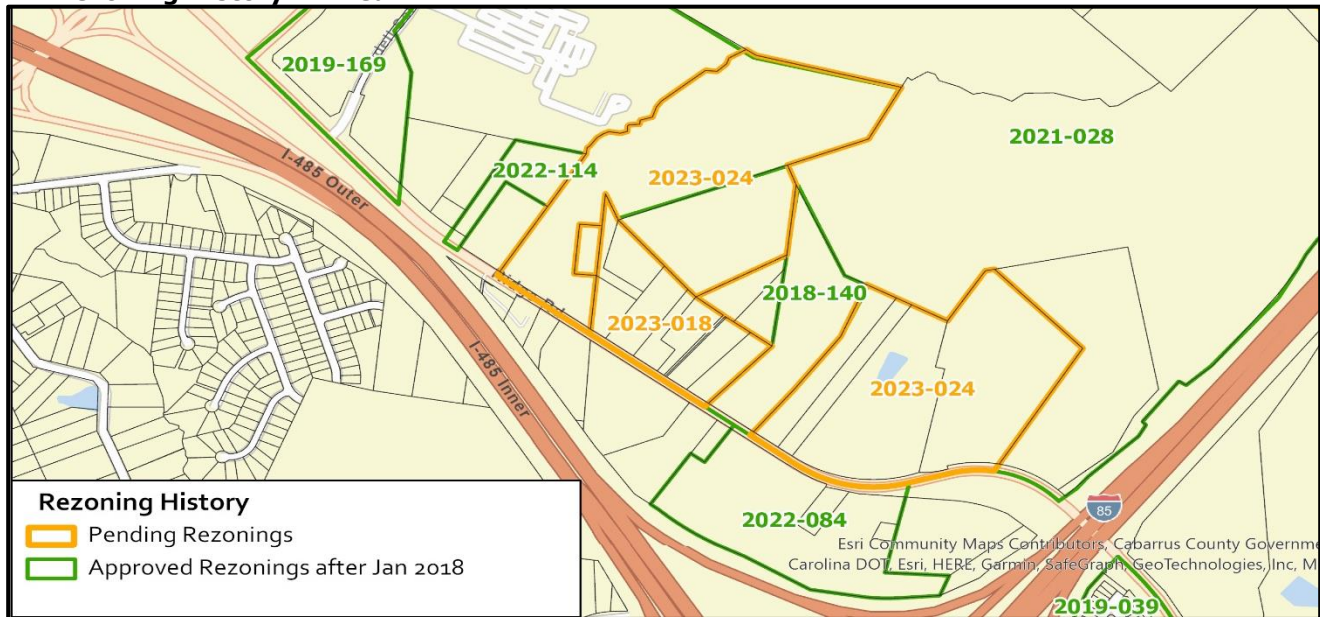 2019-169
2021-028
I-485 Outer
2022-114
2023-024
2018-140
2023-018
I-485 Inner
2023-024
Rezoning History
Pending Rezonings
Approved Rezonings after Jan 2018
85
2022-084
Esri Community Maps Contributors, Cabarrus County Governme
Carolina DOT, Esri, HERE, Garmin, SafeGraph, GeoTechnologies, Inc, M
2019-039